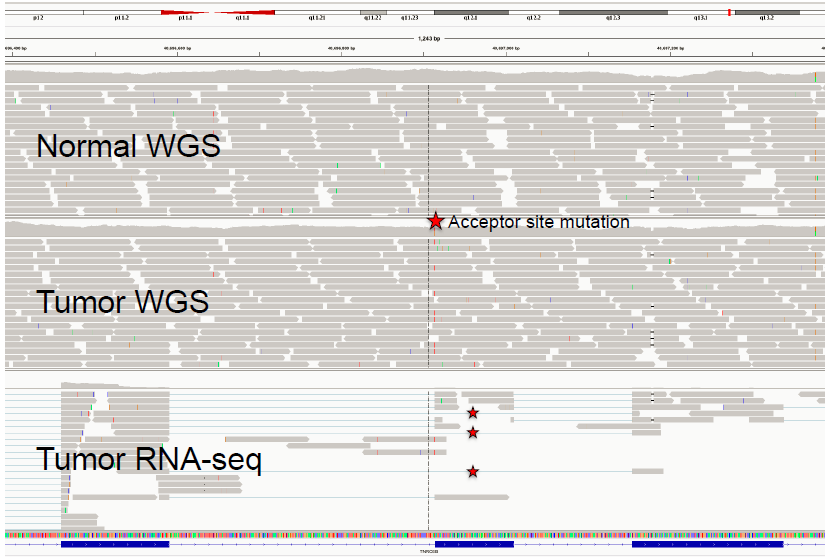 p12 p11.2 p11.1 q11.1 q11.21 q11.22 q11.23 q12.1 q12.2 q12.3 q13.1 q13.2
1,243 bp
Normal WGS
Acceptor site mutation
Tumor WGS
Tumor RNA-seq